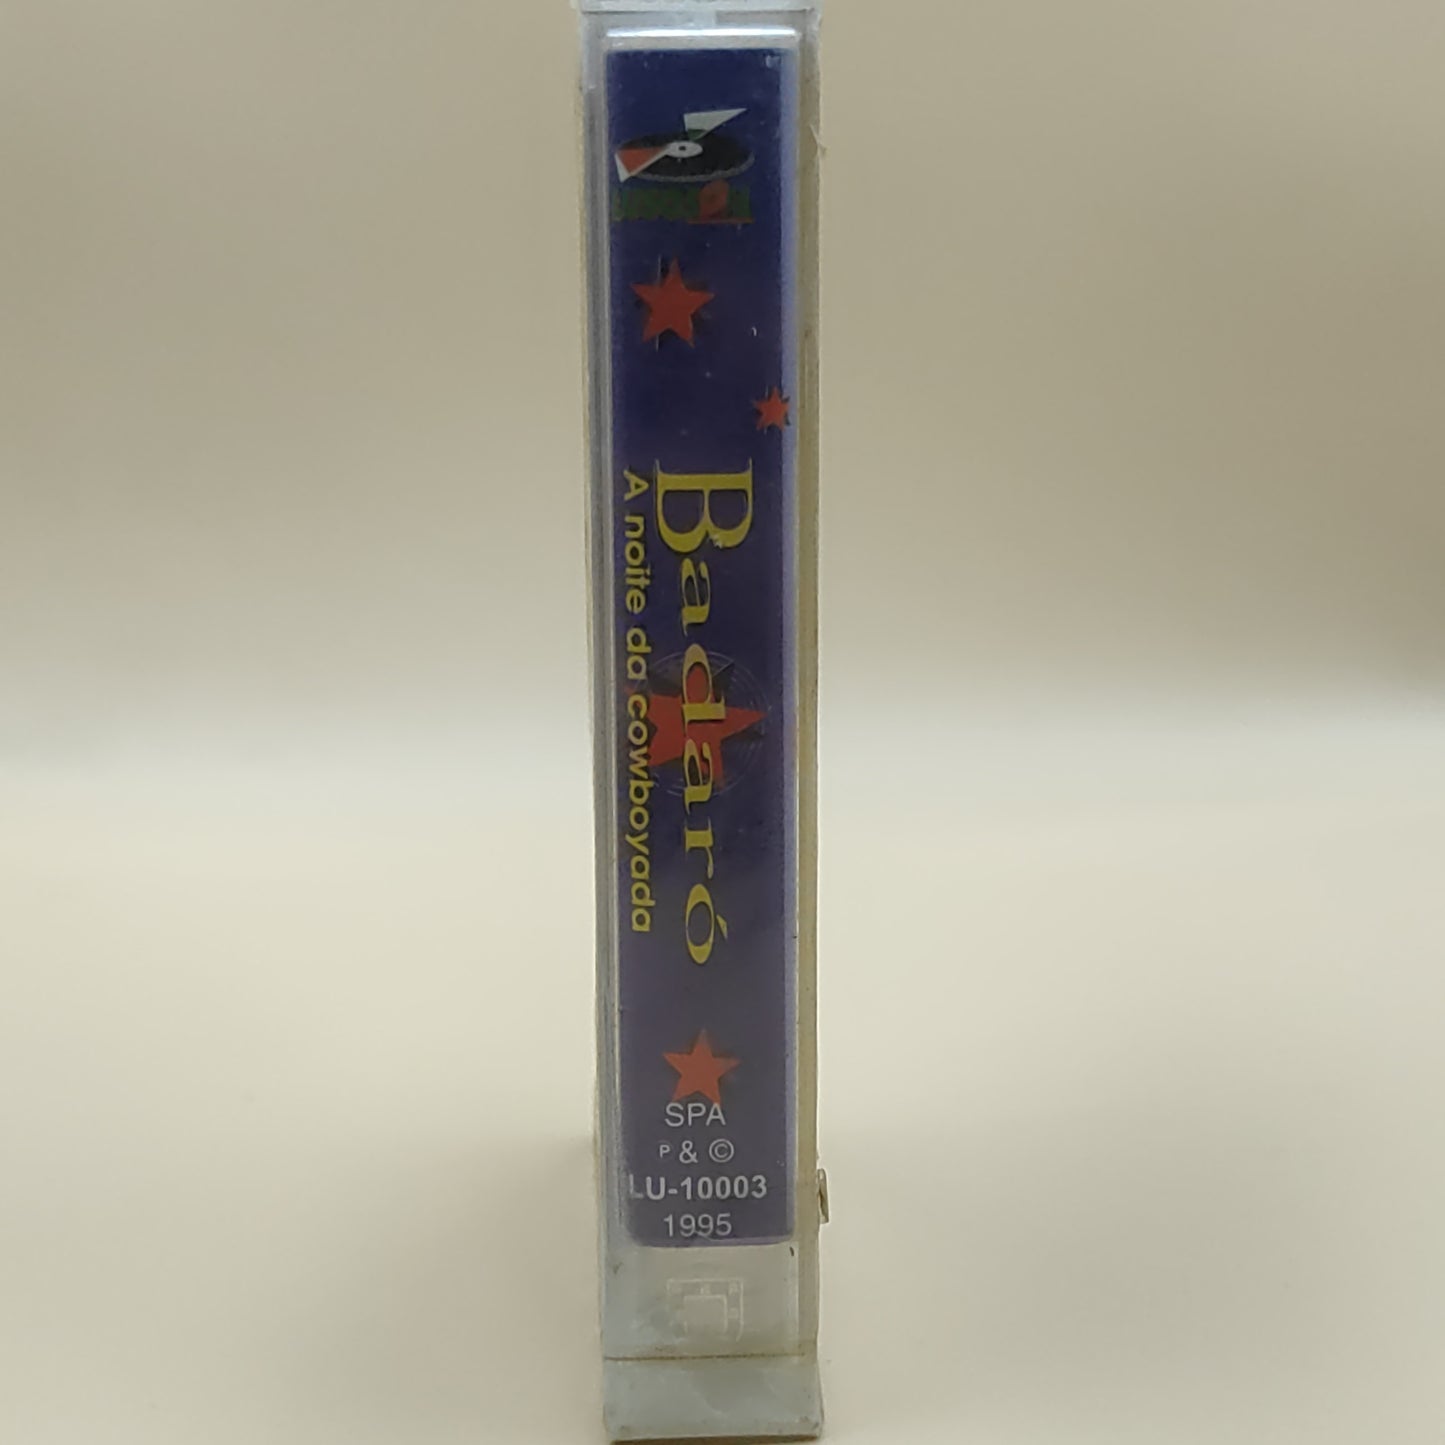 Badaró
A noite da cowboyada
SPA
P & ©
LU-10003
1995